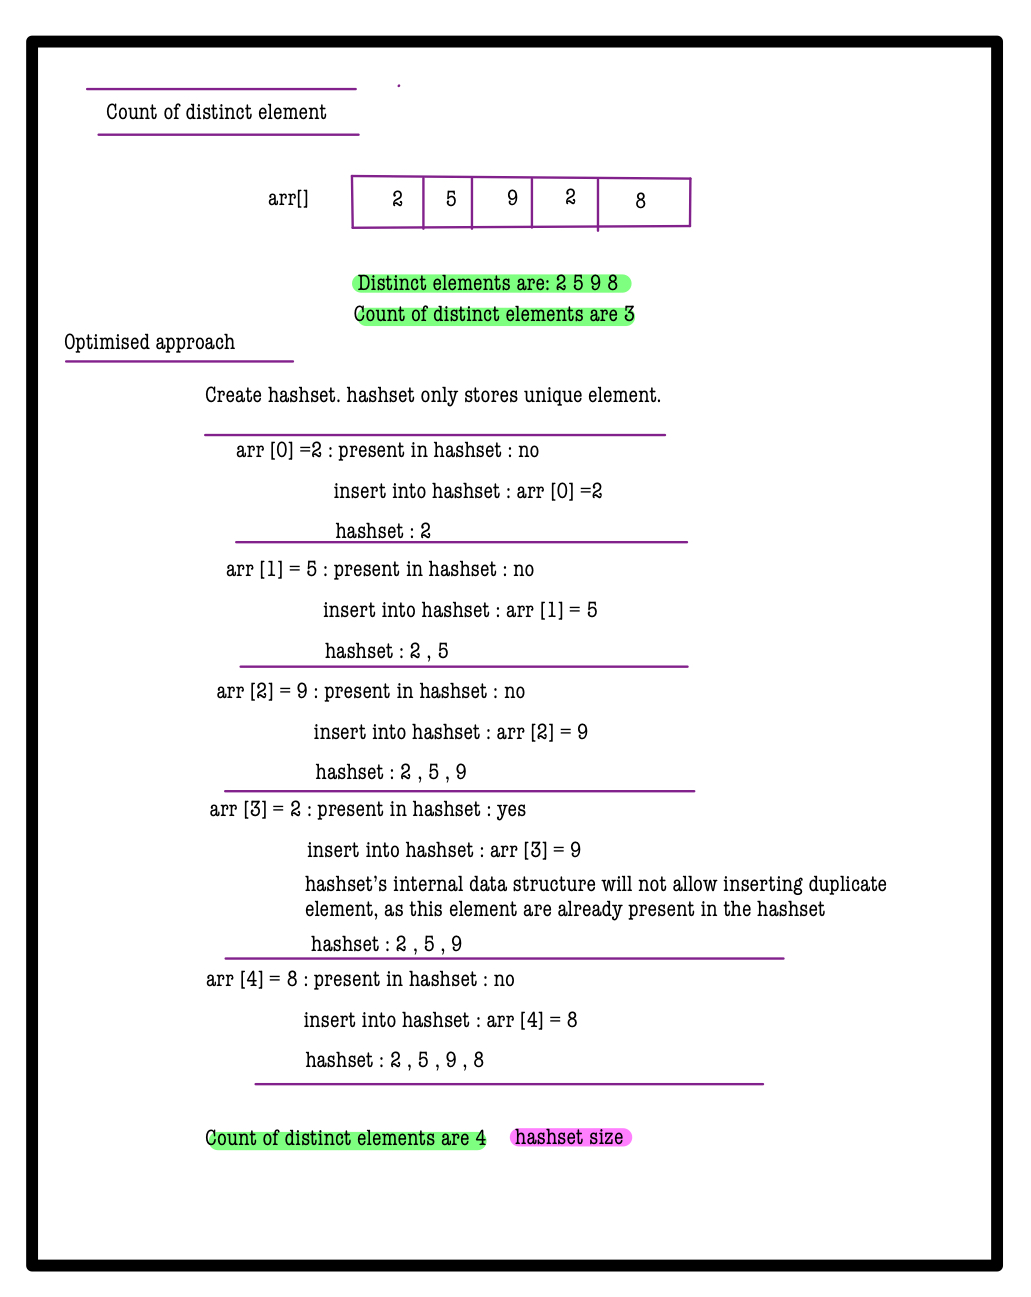 Count of distinct element
arr[] 2 5 9 2 8
Distinct elements are: 2 5 9 8
Count of distinct elements are 3
Optimised approach
Create hashset. hashset only stores unique element.
arr [0] =2 : present in hashset : no
insert into hashset : arr [0] =2
hashset : 2
arr [1] = 5 : present in hashset : no
insert into hashset : arr [1] = 5
hashset : 2 , 5
arr [2] = 9 : present in hashset : no
insert into hashset : arr [2] = 9
hashset : 2 , 5 , 9
arr [3] = 2 : present in hashset : yes
insert into hashset : arr [3] = 9
hashset's internal data structure will not allow inserting duplicate
element, as this element are already present in the hashset
hashset : 2 , 5 , 9
arr [4] = 8 : present in hashset : no
insert into hashset : arr [4] = 8
hashset : 2 , 5 , 9 , 8
Count of distinct elements are 4 hashset size